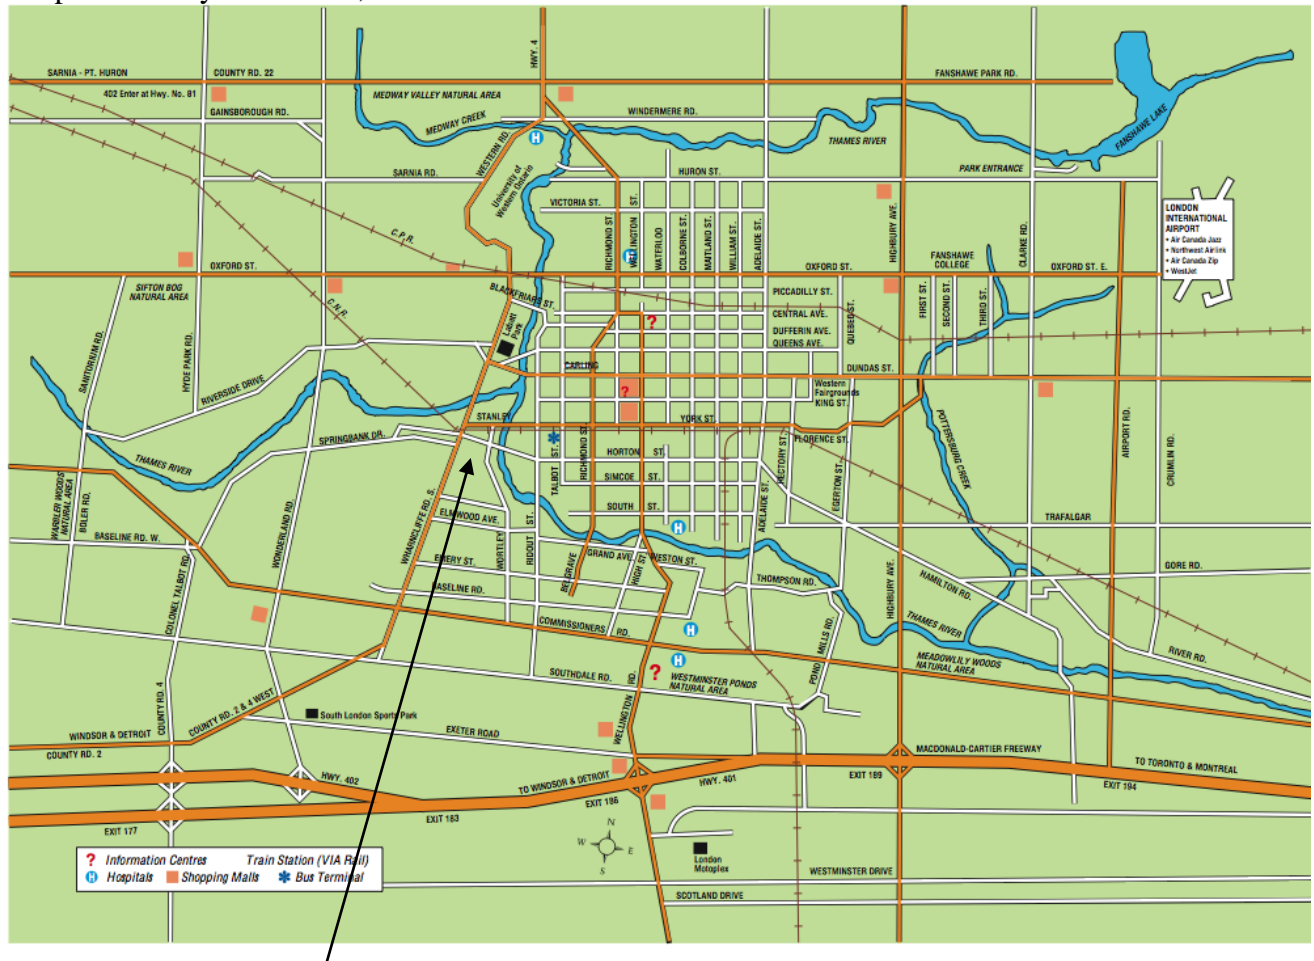 HWY. 4
SARNIA - PT. HURON
COUNTY RD. 22
FANSHAWE PARK RD.
402 Enter at Hwy. No. 81
MEDWAY VALLEY NATURAL AREA
GAINSBOROUGH RD.
WINDERMERE RD.
MEDWAY CREEK
THAMES RIVER
FANSHAWE LAKE
WESTERN RD.
H
SARNIA RD.
University of
Western Ontario
HURON ST.
PARK ENTRANCE
VICTORIA ST.
RICHMOND ST.
WELLINGTON ST.
WATERLOO
COLBORNE ST.
MAITLAND ST.
WILLIAM ST.
ADELAIDE ST.
HIGHBURY AVE.
CLARKE RD.
LONDON
INTERNATIONAL
AIRPORT
• Air Canada Jazz
• Northwest Airlink
• Air Canada Zip
• WestJet
C.P.R.
H
OXFORD ST.
OXFORD ST.
FANSHAWE
COLLEGE
OXFORD ST. E.
SIFTON BOG
NATURAL AREA
C.N.R.
BLACKFRIARS ST.
PICCADILLY ST.
CENTRAL AVE.
DUFFERIN AVE.
QUEENS AVE.
QUEBEC ST.
FIRST ST.
SECOND ST.
THIRD ST.
?
Labatt
Park
SANITORIUM RD.
HYDE PARK RD.
RIVERSIDE DRIVE
CARLING
DUNDAS ST.
Western
Fairgrounds
KING ST.
?
STANLEY
YORK ST.
FLORENCE ST.
SPRINGBANK DR.
POTTERSBURG CREEK
AIRPORT RD.
CRUMLIN RD.
THAMES RIVER
HORTON ST.
SIMCOE ST.
SOUTH ST.
TALBOT ST.
RICHMOND ST.
RECTORY ST.
EGERTON ST.
ADELAIDE ST.
WARBLER WOODS
NATURAL AREA
BOLER RD.
WONDERLAND RD.
WHARNCLIFFE RD. S.
ELMWOOD AVE.
WORTLEY
RIDOUT ST.
H
TRAFALGAR
BASELINE RD. W.
COLONEL TALBOT RD.
EMERY ST.
BASELINE RD.
BELGRAVE
GRAND AVE.
HIGH ST.
WESTON ST.
THOMPSON RD.
HIGHBURY AVE.
HAMILTON RD.
GORE RD.
COMMISSIONERS RD.
H
THAMES RIVER
POND MILLS RD.
MEADOWLILY WOODS
NATURAL AREA
RIVER RD.
H
?
SOUTHDALE RD.
WESTMINSTER PONDS
NATURAL AREA
COUNTY RD. 4
COUNTY RD. 2 & 4 WEST
South London Sports Park
WELLINGTON RD.
EXETER ROAD
WINDSOR & DETROIT
COUNTY RD. 2
MACDONALD-CARTIER FREEWAY
TO TORONTO & MONTREAL
HWY. 402
TO WINDSOR & DETROIT
HWY. 401
EXIT 189
EXIT 194
EXIT 186
EXIT 177
EXIT 183
N
W E
S
London
Motoplex
WESTMINSTER DRIVE
SCOTLAND DRIVE
? Information Centres Train Station (VIA Rail)
H Hospitals Shopping Malls * Bus Terminal